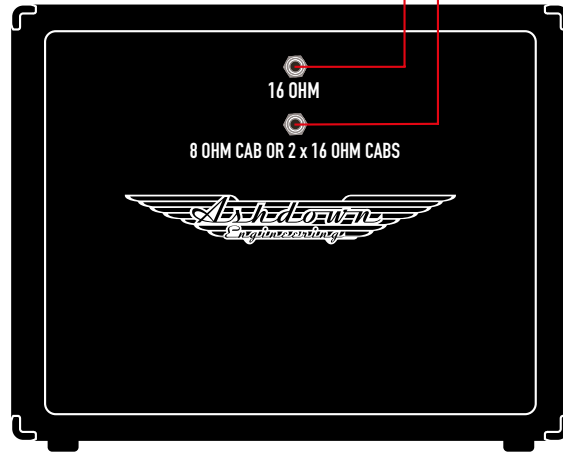 16 OHM
8 OHM CAB OR 2 x 16 OHM CABS
Ashdown
Engineering